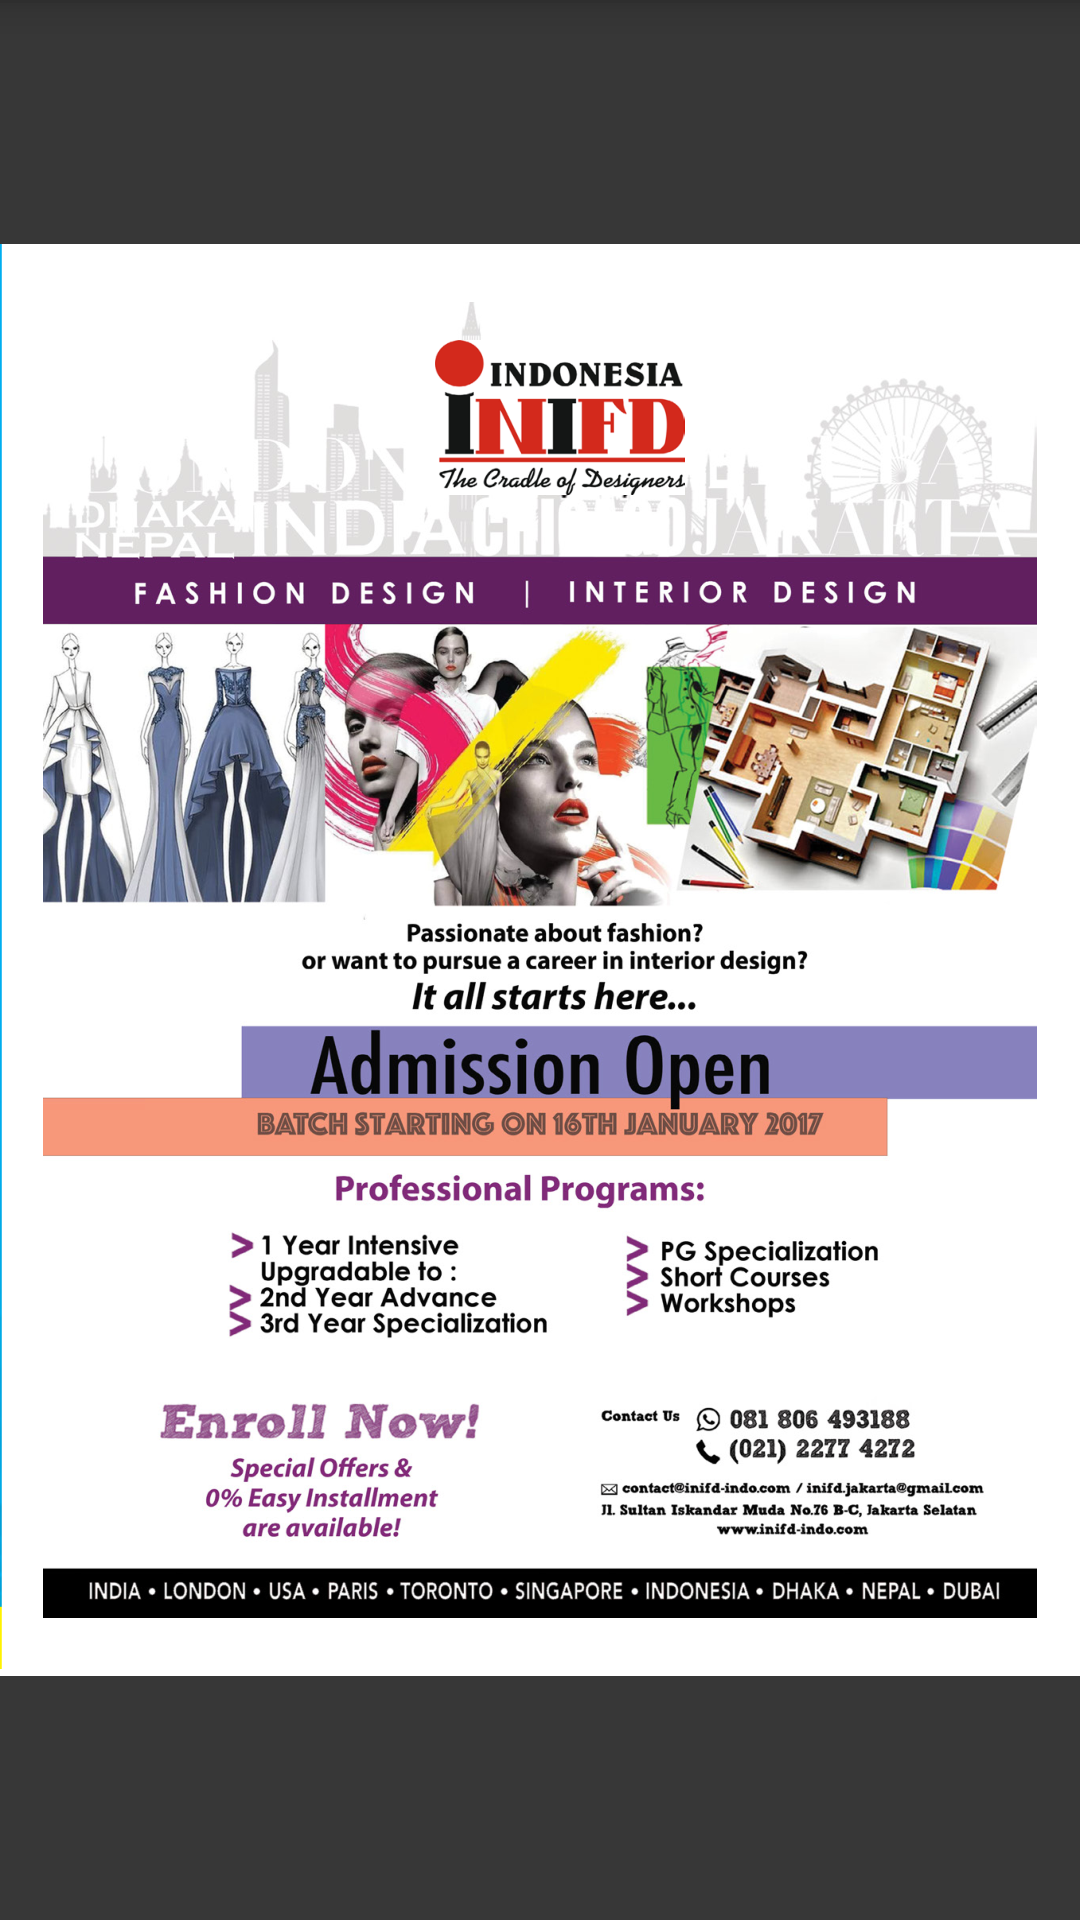 INDONESIA
INIFD
The Cradle of Designers
DHAKA
NEPAL
INDIA
JAKARTA
FASHION DESIGN | INTERIOR DESIGN
Passionate about fashion?
or want to pursue a career in interior design?
It all starts here...
Admission Open
BATCH STARTING ON 16TH JANUARY 2017
Professional Programs:
> 1 Year Intensive
Upgradable to :
> 2nd Year Advance
> 3rd Year Specialization
> PG Specialization
> Short Courses
> Workshops
Enroll Now!
Special Offers &
0% Easy Installment
are available!
Contact Us 081 806 493188
(021) 2277 4272
contact@inifd-indo.com / inifd.jakarta@gmail.com
Jl. Sultan Iskandar Muda No.76 B-C, Jakarta Selatan
www.inifd-indo.com
INDIA • LONDON • USA • PARIS • TORONTO • SINGAPORE • INDONESIA • DHAKA • NEPAL • DUBAI